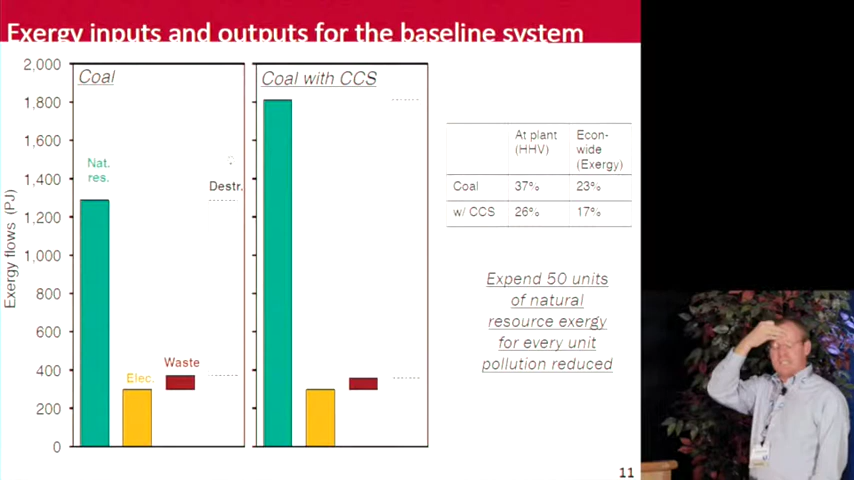 Exergy inputs and outputs for the baseline system
2,000
1,800
1,600
1,400
1,200
1,000
800
600
400
200
0
Exergy flows (PJ)
Coal
Nat.
res.
Destr.
Waste
Elec.
Coal with CCS
At plant
(HHV)
Econ-
wide
(Exergy)
Coal 37% 23%
w/ CCS 26% 17%
Expend 50 units
of natural
resource exergy
for every unit
pollution reduced
11